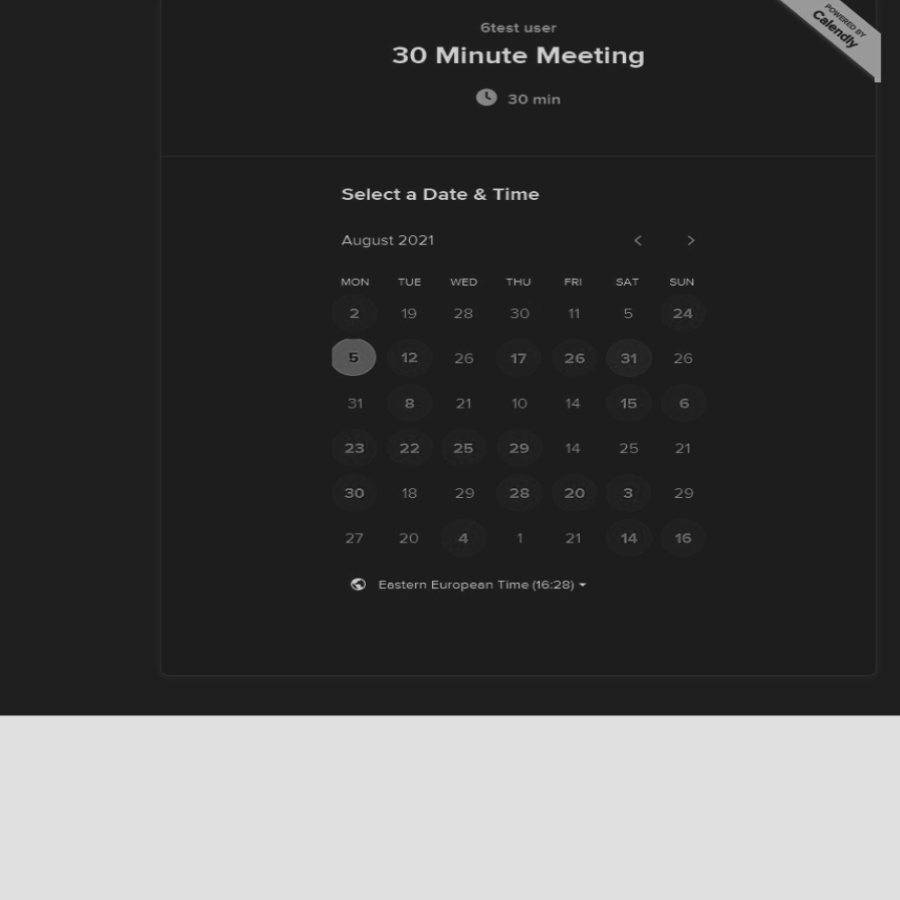 POWERED BY
Calendly
6test user
30 Minute Meeting
30 min
Select a Date & Time
August 2021
MON TUE WED THU FRI SAT SUN
2 19 28 30 11 5 24
5 12 26 17 26 31 26
31 8 21 10 14 15 6
23 22 25 29 14 25 21
30 18 29 28 20 3 29
27 20 4 1 21 14 16
Eastern European Time (16:28)